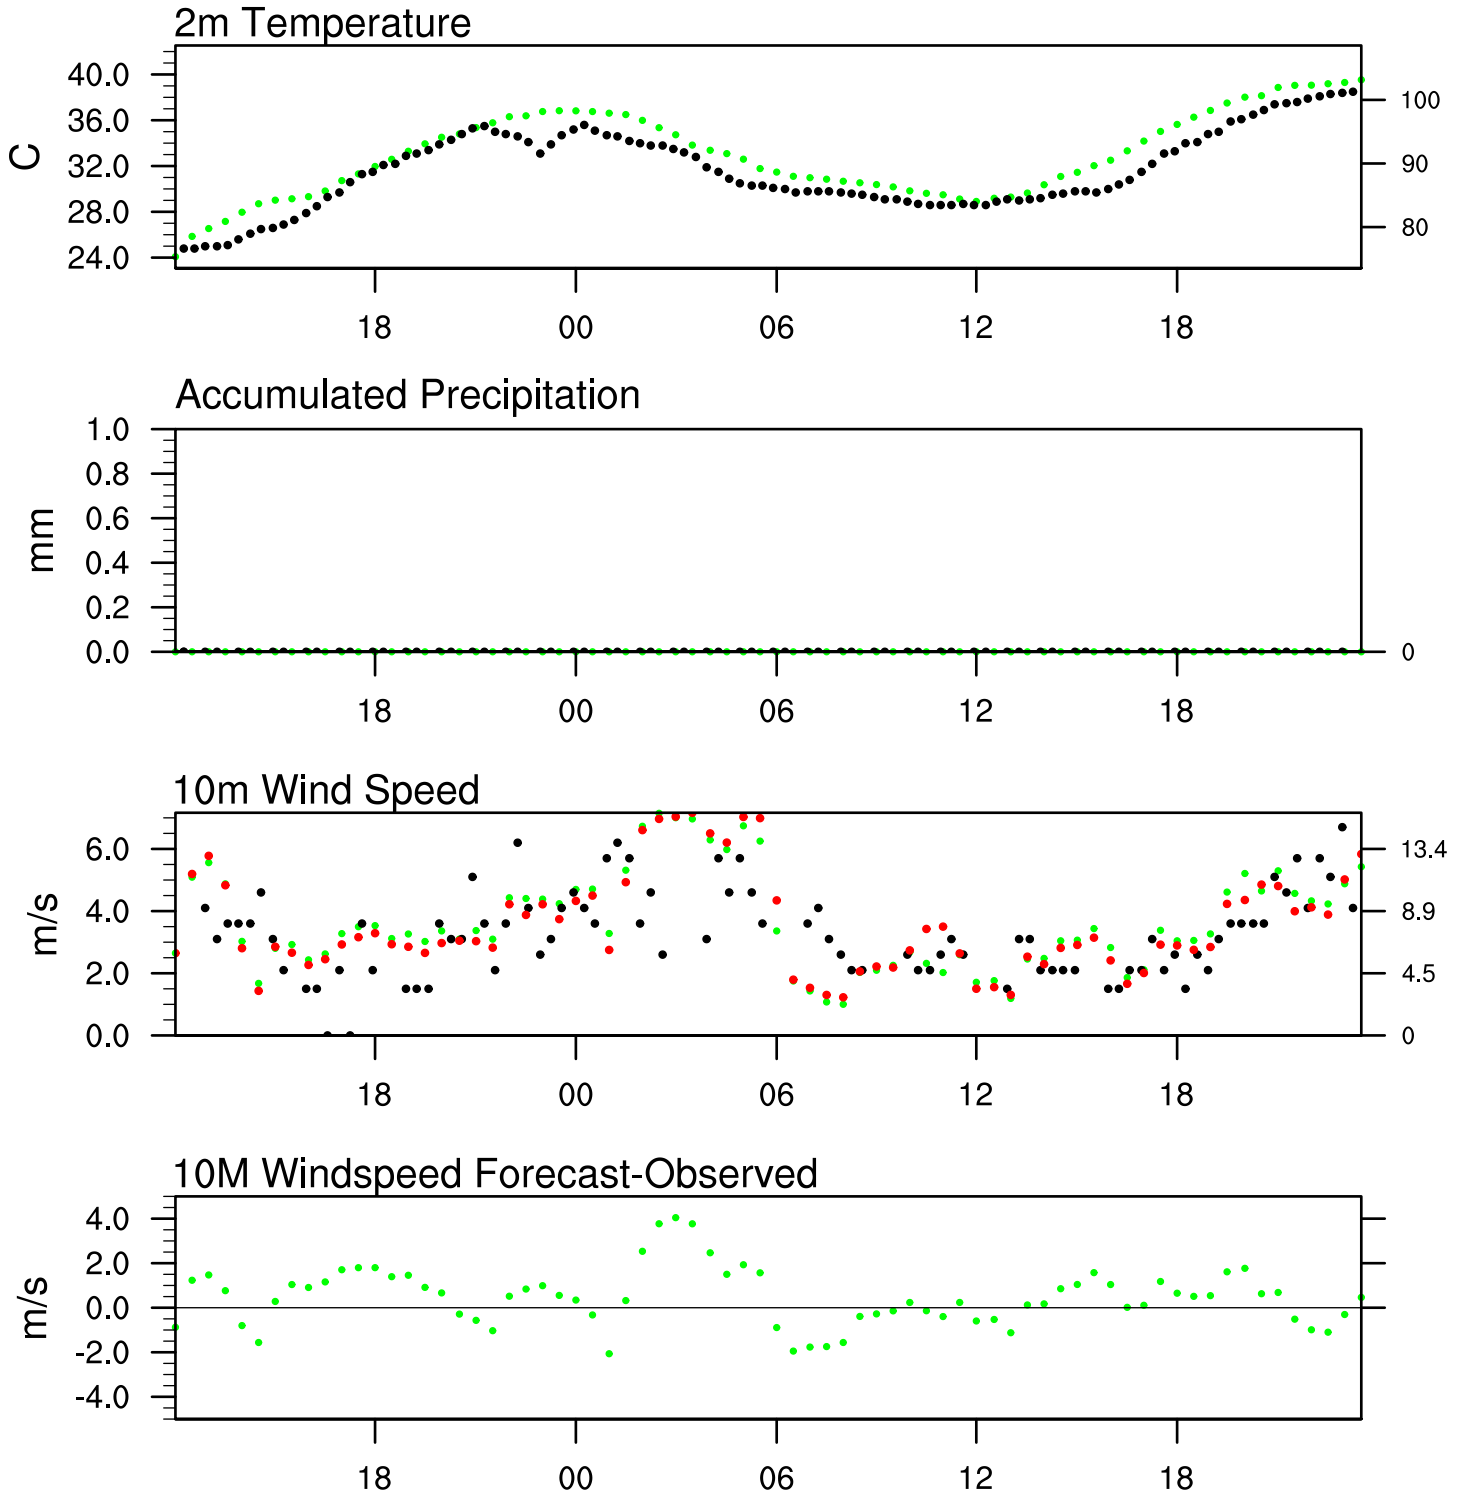 2m Temperature
40.0
36.0
32.0
28.0
24.0
C
100
90
80
18 00 06 12 18
Accumulated Precipitation
1.0
0.8
0.6
0.4
0.2
0.0
mm
0
18 00 06 12 18
10m Wind Speed
6.0
4.0
2.0
0.0
m/s
13.4
8.9
4.5
0
18 00 06 12 18
10M Windspeed Forecast-Observed
4.0
2.0
0.0
-2.0
-4.0
m/s
18 00 06 12 18